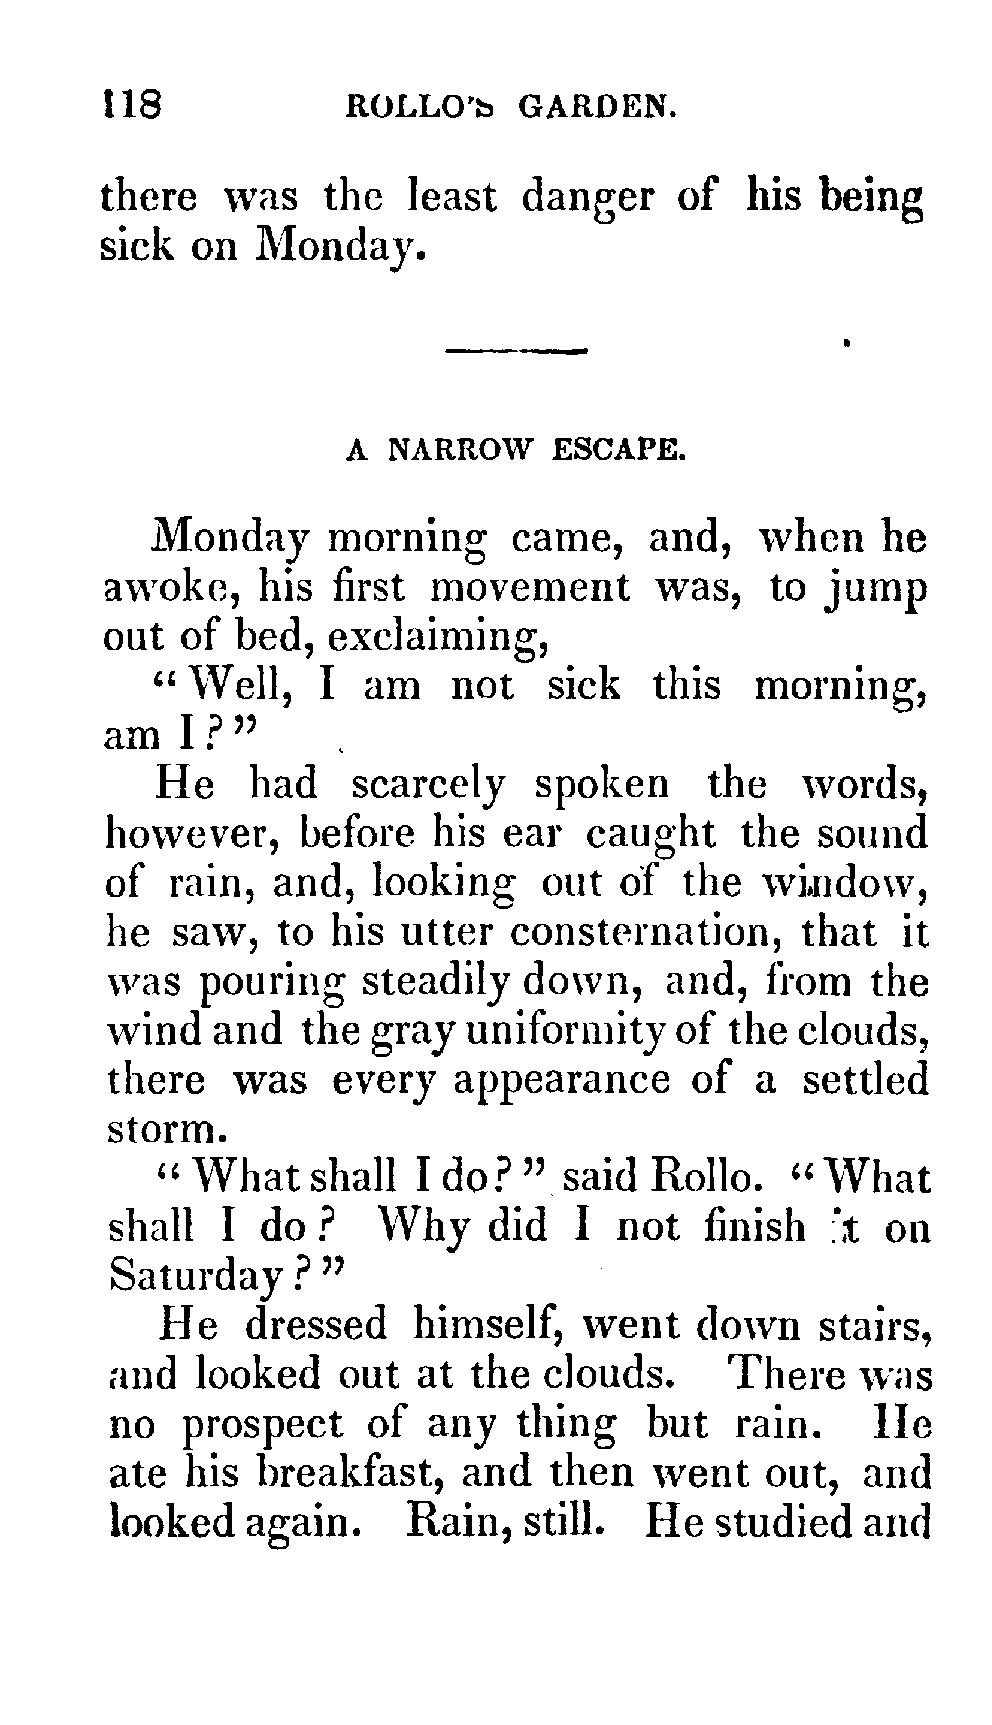 118 ROLLO's GARDEN.
there was the least danger of his being
sick on Monday.
A NARROW ESCAPE.
Monday morning came, and, when he
awoke, his first movement was, to jump
out of bed, exclaiming,
“ Well, I am not sick this morning,
am I ? ”
He had scarcely spoken the words,
however, before his ear caught the sound
of rain, and, looking out of the window,
he saw, to his utter consternation, that it
was pouring steadily down, and, from the
wind and the gray uniformity of the clouds,
there was every appearance of a settled
storm.
“ What shall I do? ” said Rollo. “ What
shall I do ? Why did I not finish it on
Saturday ? ”
He dressed himself, went down stairs,
and looked out at the clouds. There was
no prospect of any thing but rain. He
ate his breakfast, and then went out, and
looked again. Rain, still. He studied and